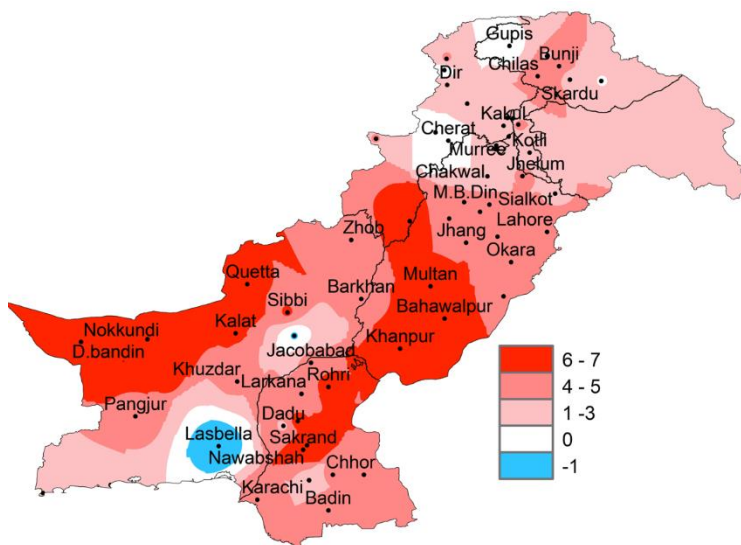 Gupis
Bunji
Chilas
Dir
Skardu
Kakul
Cherat
Kotli
Murree
Jhelum
Chakwal
M.B.Din
Sialkot
Lahore
Zhob
Jhang
Okara
Quetta
Multan
Barkhan
Sibbi
Bahawalpur
Nokkundi
Kalat
D.bandin
Khanpur
Jacobabad
Khuzdar
Rohri
Larkana
Pangjur
Dadu
Lasbella
Sakrand
Nawabshah
Chhor
Karachi
Badin
6 - 7
4 - 5
1 -3
0
-1